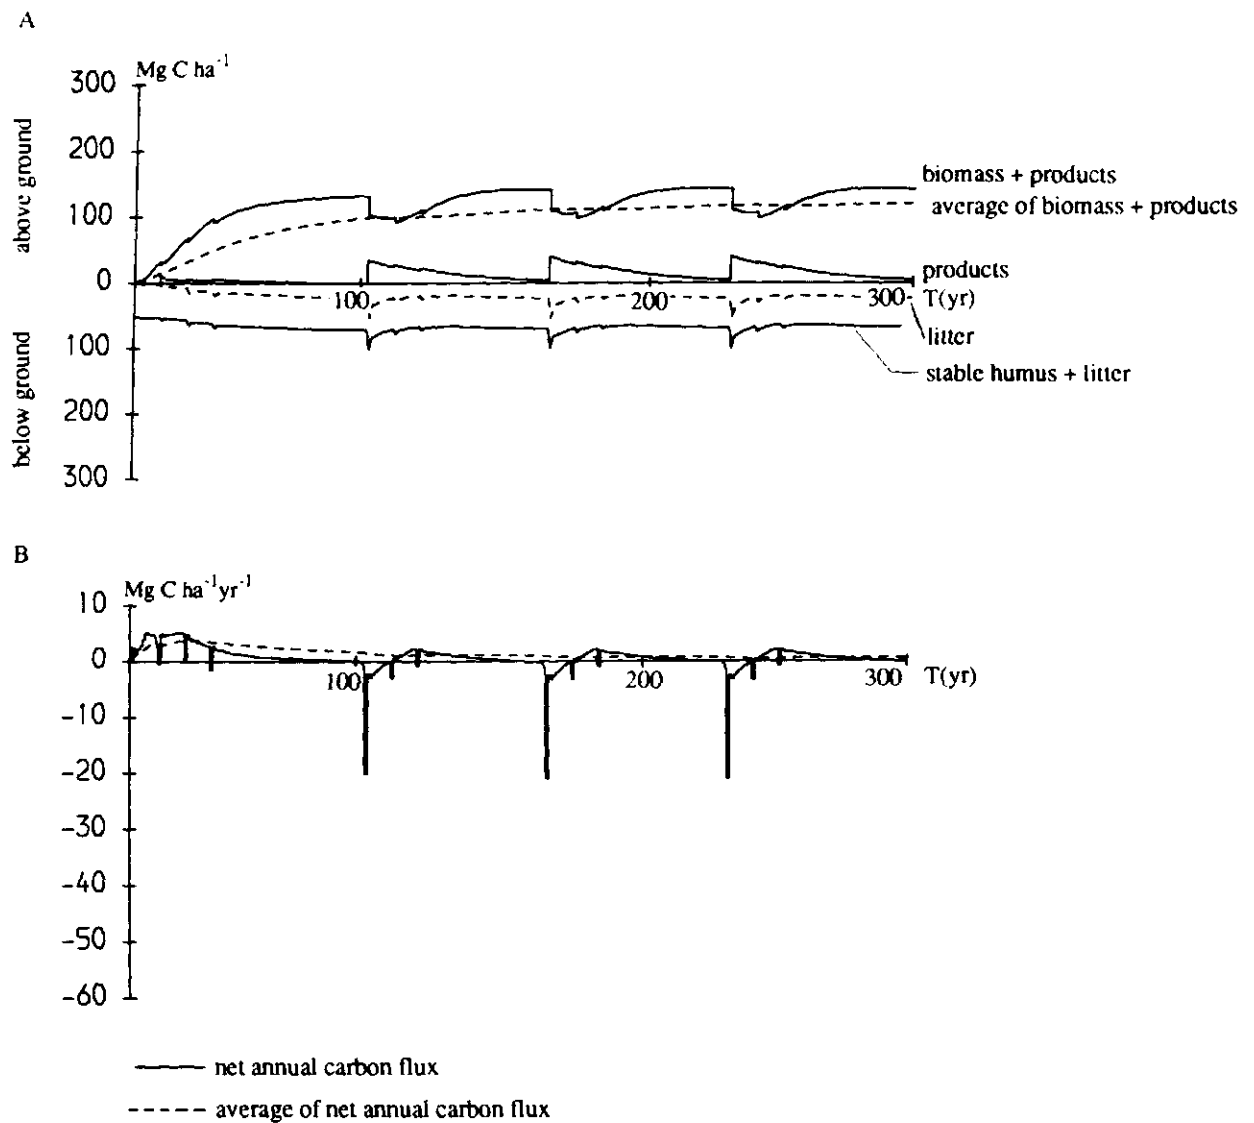 A
Mg C ha⁻¹
300
200
100
0
100
200
300
above ground
below ground
biomass + products
average of biomass + products
products
100
200
300
T(yr)
litter
stable humus + litter
B
Mg C ha⁻¹yr⁻¹
10
0
-10
-20
-30
-40
-50
-60
100
200
300
T(yr)
net annual carbon flux
average of net annual carbon flux